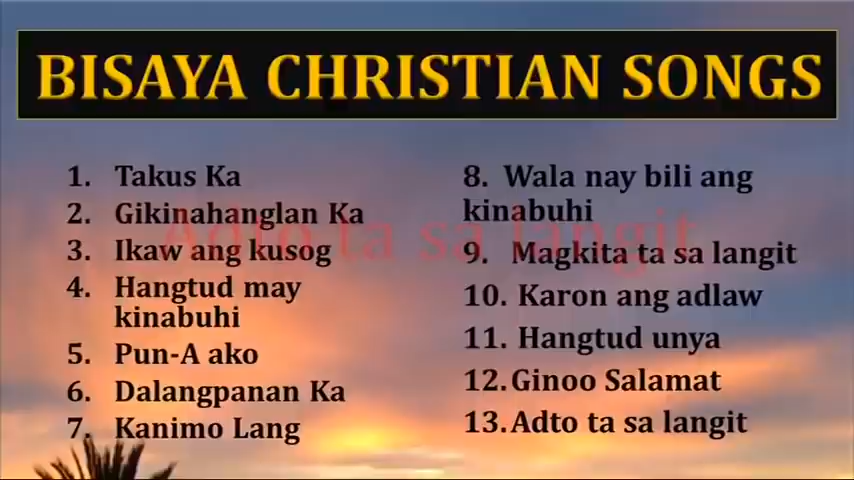 BISAYA CHRISTIAN SONGS
1. Takus Ka
2. Gikinahanglan Ka
3. Ikaw ang kusog
4. Hangtud may
kinabuhi
5. Pun-A ako
6. Dalangpanan Ka
7. Kanimo Lang
8. Wala nay bili ang
kinabuhi
9. Magkita ta sa langit
10. Karon ang adlaw
11. Hangtud unya
12. Ginoo Salamat
13. Adto ta sa langit
Adto ta sa langit